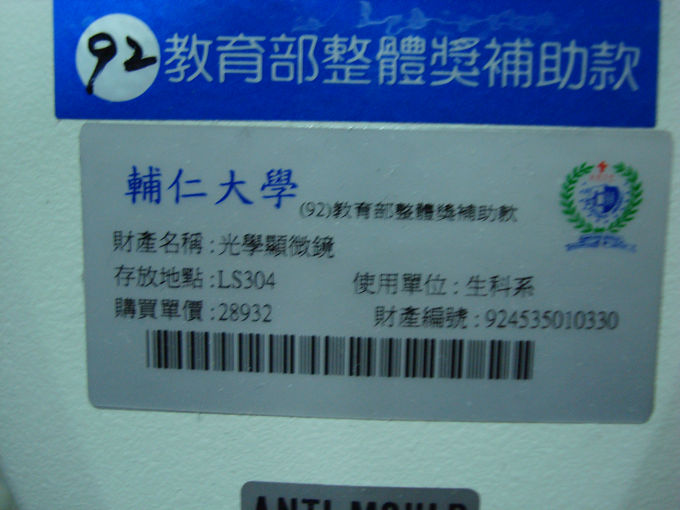 92 教育部整體獎補助款
輔仁大學
(92)教育部整體獎補助款
財產名稱:光學顯微鏡
存放地點:LS304 使用單位:生科系
購買單價:28932 財產編號:924535010330
ANTI MOULD